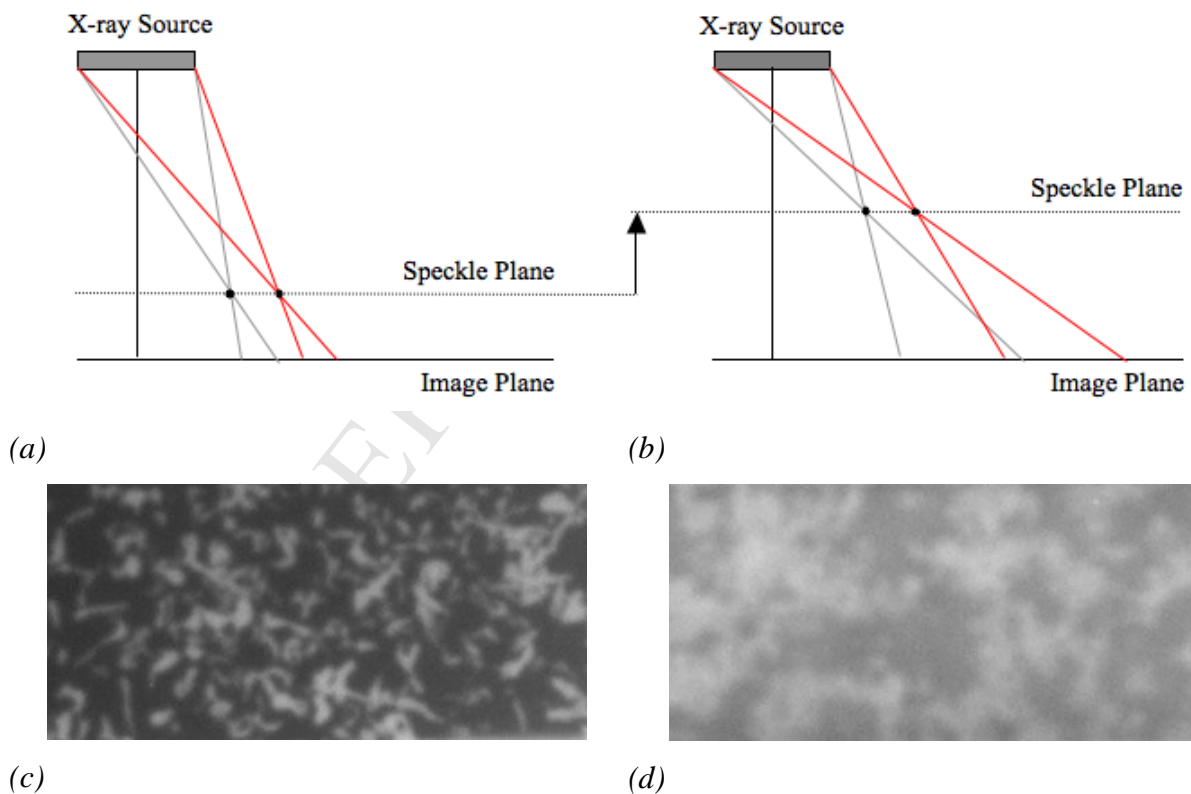 X-ray Source
Speckle Plane
Image Plane
(a)
X-ray Source
Speckle Plane
Image Plane
(b)
(c)
(d)